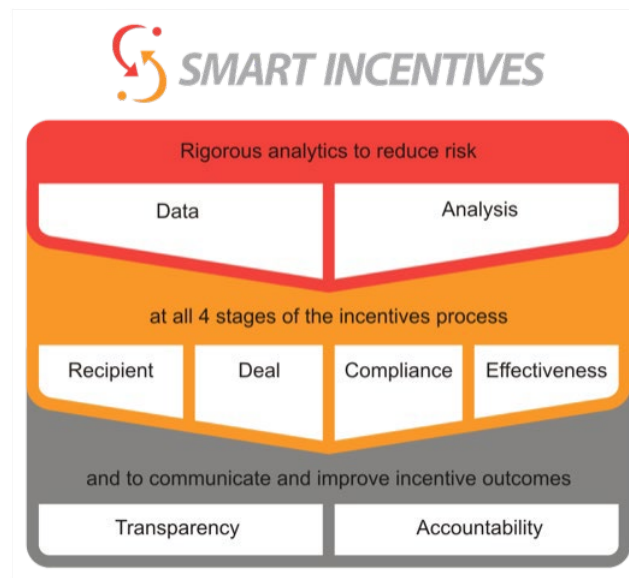 SMART INCENTIVES
Rigorous analytics to reduce risk
Data
Analysis
at all 4 stages of the incentives process
Recipient
Deal
Compliance
Effectiveness
and to communicate and improve incentive outcomes
Transparency
Accountability